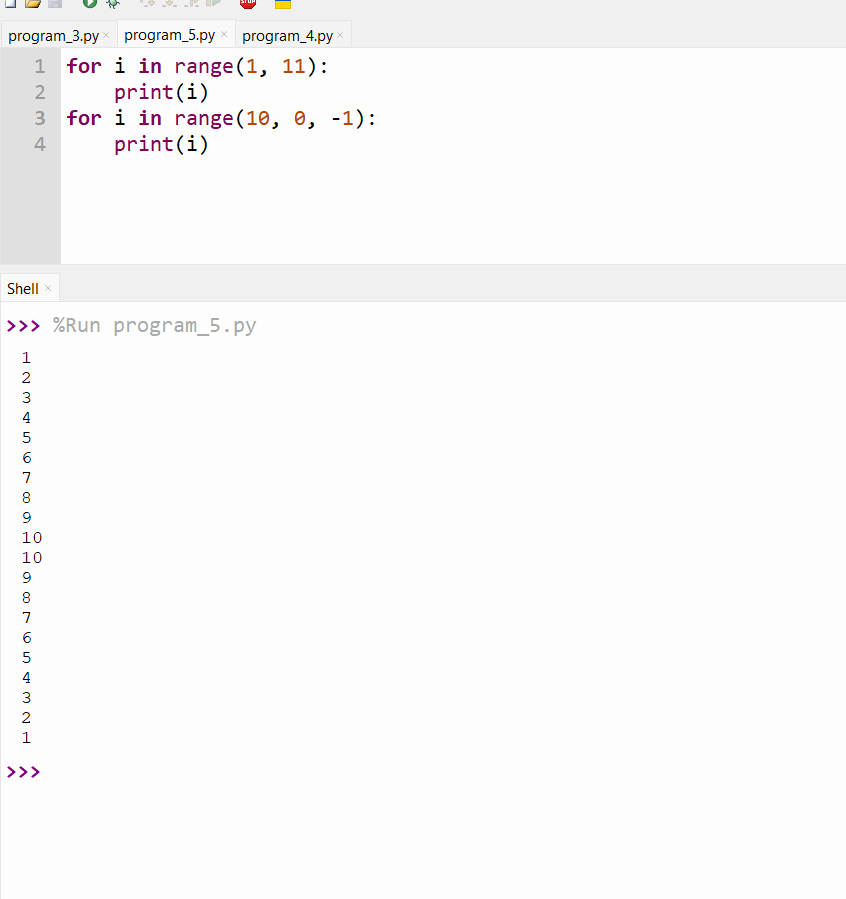 STOP
program_3.py × program_5.py × program_4.py ×
1 for i in range(1, 11):
2     print(i)
3 for i in range(10, 0, -1):
4     print(i)
Shell ×
>>> %Run program_5.py
1
2
3
4
5
6
7
8
9
10
10
9
8
7
6
5
4
3
2
1
>>>